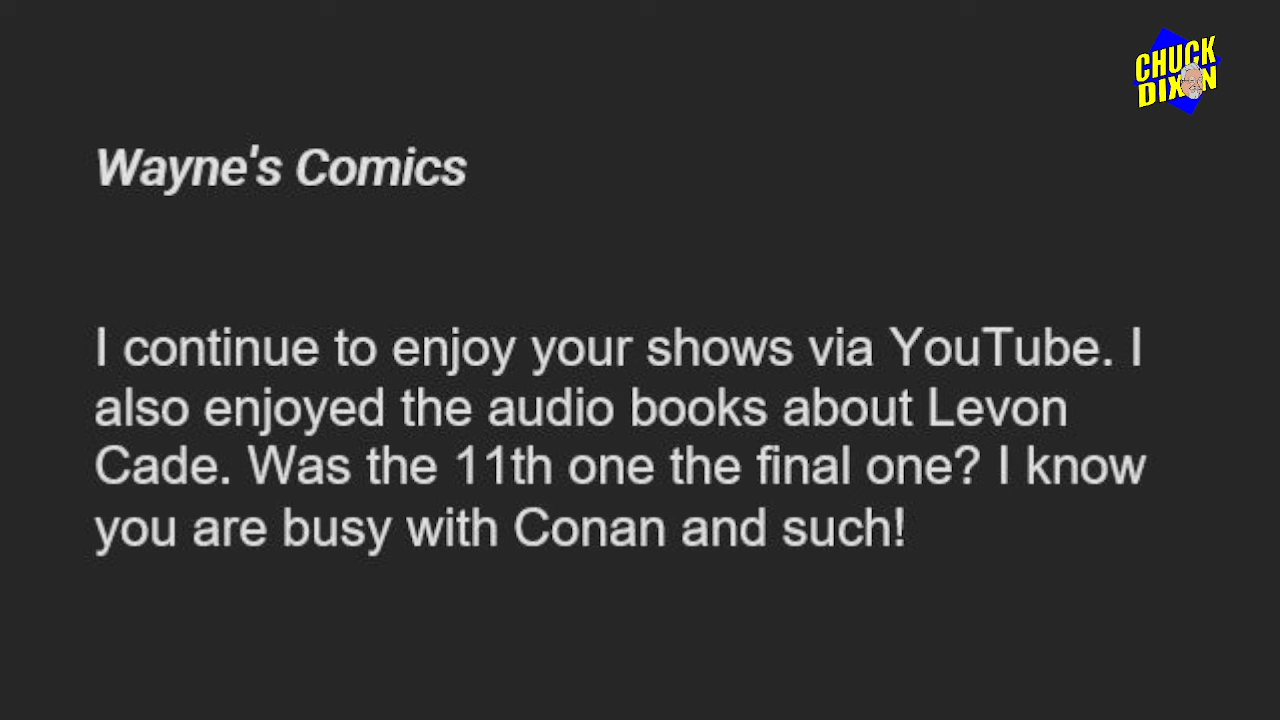 CHUCK
DIXON
Wayne's Comics
I continue to enjoy your shows via YouTube. I
also enjoyed the audio books about Levon
Cade. Was the 11th one the final one? I know
you are busy with Conan and such!